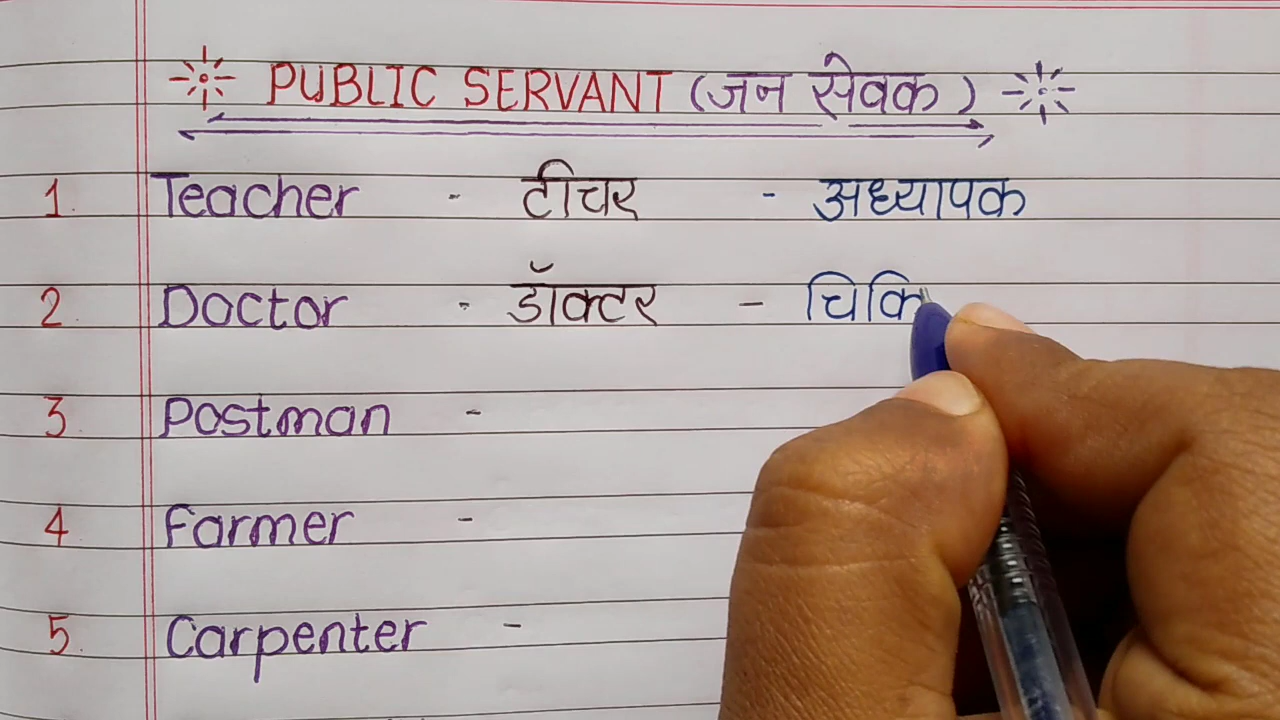 PUBLIC SERVANT (जन सेवक)
1. Teacher - टीचर - अध्यापक
2. Doctor - डॉक्टर - चिकि
3. Postman -
4. Farmer -
5. Carpenter -